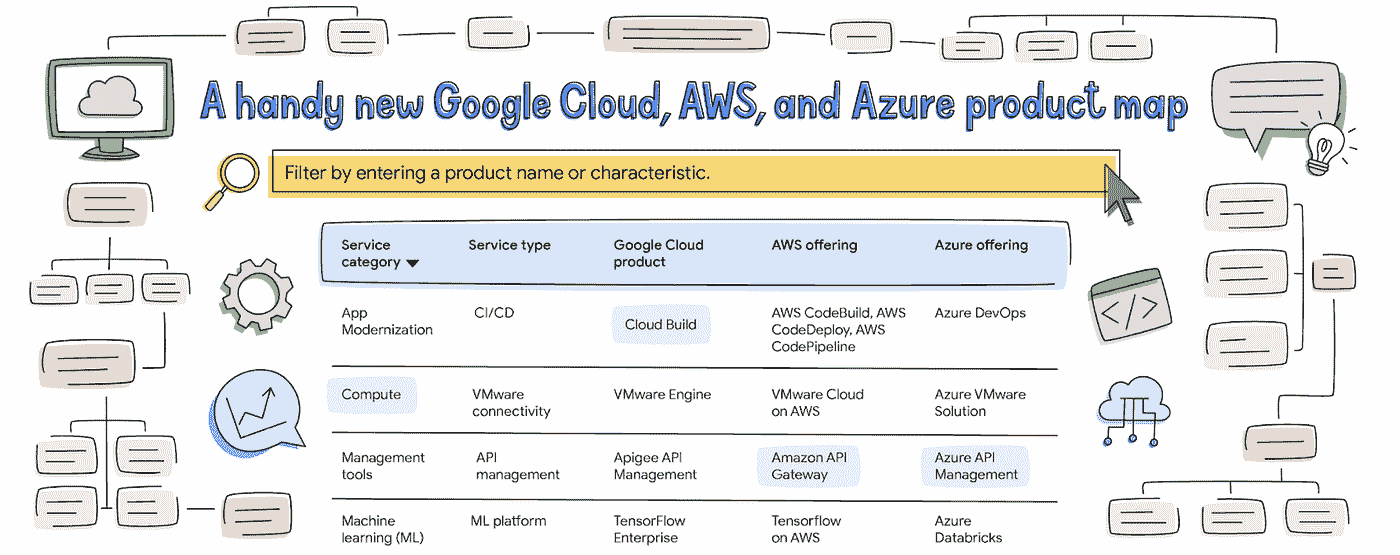 A handy new Google Cloud, AWS, and Azure product map
Filter by entering a product name or characteristic.
Service category
Service type
Google Cloud product
AWS offering
Azure offering
App Modernization
CI/CD
Cloud Build
AWS CodeBuild, AWS CodeDeploy, AWS CodePipeline
Azure DevOps
Compute
VMware connectivity
VMware Engine
VMware Cloud on AWS
Azure VMware Solution
Management tools
API management
Apigee API Management
Amazon API Gateway
Azure API Management
Machine learning (ML)
ML platform
TensorFlow Enterprise
Tensorflow on AWS
Azure Databricks